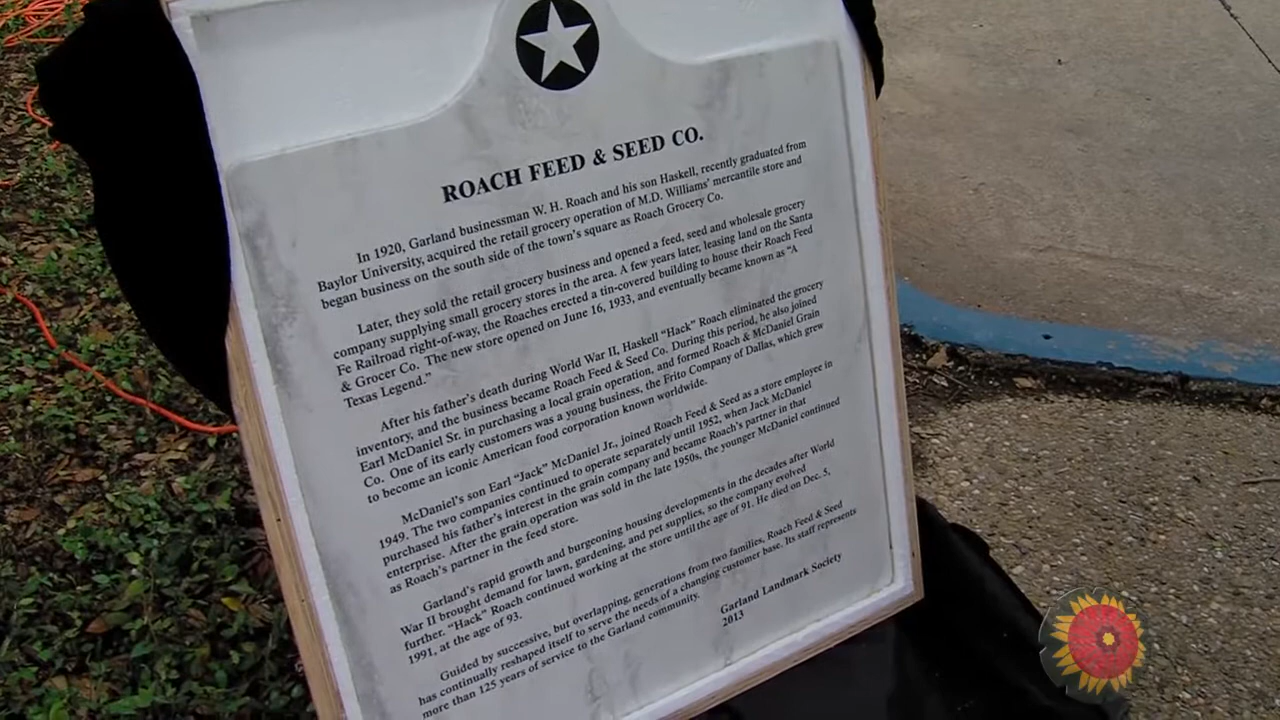 ROACH FEED & SEED CO.
In 1920, Garland businessman W. H. Roach and his son Haskell, recently graduated from
Baylor University, acquired the retail grocery operation of M.D. Williams' mercantile store and
began business on the south side of the town's square as Roach Grocery Co.
Later, they sold the retail grocery business and opened a feed, seed and wholesale grocery
company supplying small grocery stores in the area. A few years later, leasing land on the Santa
Fe Railroad right-of-way, the Roaches erected a tin-covered building to house their Roach Feed
& Grocer Co. The new store opened on June 16, 1933, and eventually became known as "A
Texas Legend."
After his father's death during World War II, Haskell "Hack" Roach eliminated the grocery
inventory, and the business became Roach Feed & Seed Co. During this period, he also joined
Earl McDaniel Sr. in purchasing a local grain operation, and formed Roach & McDaniel Grain
Co. One of its early customers was a young business, the Frito Company of Dallas, which grew
to become an iconic American food corporation known worldwide.
McDaniel's son Earl "Jack" McDaniel Jr., joined Roach Feed & Seed as a store employee in
1949. The two companies continued to operate separately until 1952, when Jack McDaniel
purchased his father's interest in the grain company and became Roach's partner in that
enterprise. After the grain operation was sold in the late 1950s, the younger McDaniel continued
as Roach's partner in the feed store.
Garland's rapid growth and burgeoning housing developments in the decades after World
War II brought demand for lawn, gardening, and pet supplies, so the company evolved
further. "Hack" Roach continued working at the store until the age of 91. He died on Dec. 5,
1991, at the age of 93.
Guided by successive, but overlapping, generations from two families, Roach Feed & Seed
has continually reshaped itself to serve the needs of a changing customer base. Its staff represents
more than 125 years of service to the Garland community.
Garland Landmark Society
2013